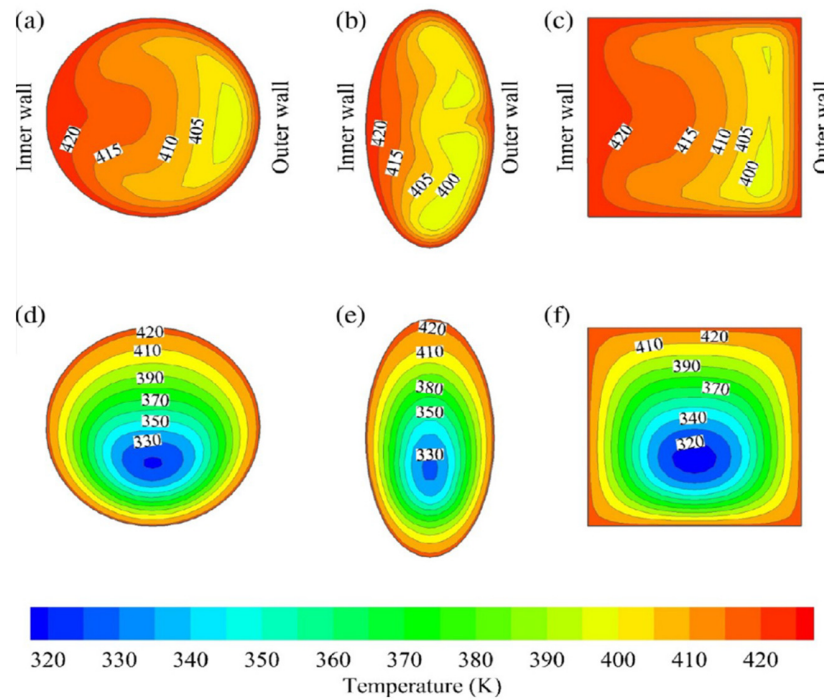 (a) (b) (c)
Inner wall 420 415 410 405 Outer wall
Inner wall 420 415 405 400 Outer wall
Inner wall 420 415 410 405 400 Outer wall
(d) (e) (f)
420 410 390 370 350 330
420 410 380 350 330
420 410 390 370 340 320
320 330 340 350 360 370 380 390 400 410 420
Temperature (K)